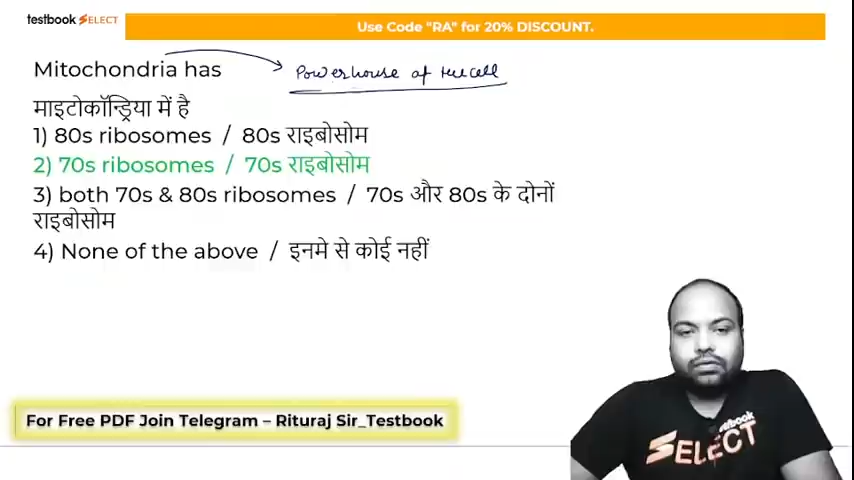 testbook SELECT
Use Code "RA" for 20% DISCOUNT.
Mitochondria has
Powerhouse of the cell
माइटोकॉन्ड्रिया में है
1) 80s ribosomes / 80s राइबोसोम
2) 70s ribosomes / 70s राइबोसोम
3) both 70s & 80s ribosomes / 70s और 80s के दोनों
राइबोसोम
4) None of the above / इनमे से कोई नहीं
For Free PDF Join Telegram – Rituraj Sir_Testbook
testbook
SELECT